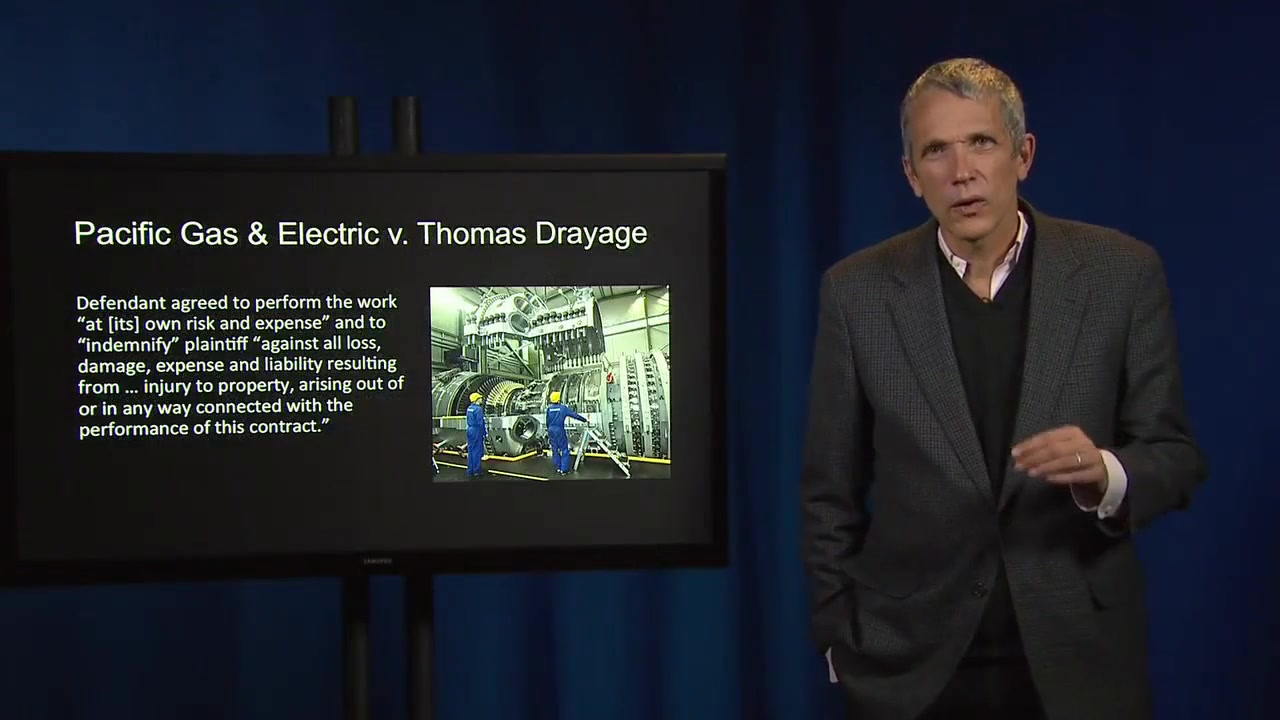 Pacific Gas & Electric v. Thomas Drayage
Defendant agreed to perform the work
“at [its] own risk and expense” and to
“indemnify” plaintiff “against all loss,
damage, expense and liability resulting
from ... injury to property, arising out of
or in any way connected with the
performance of this contract.”
SAMSUNG